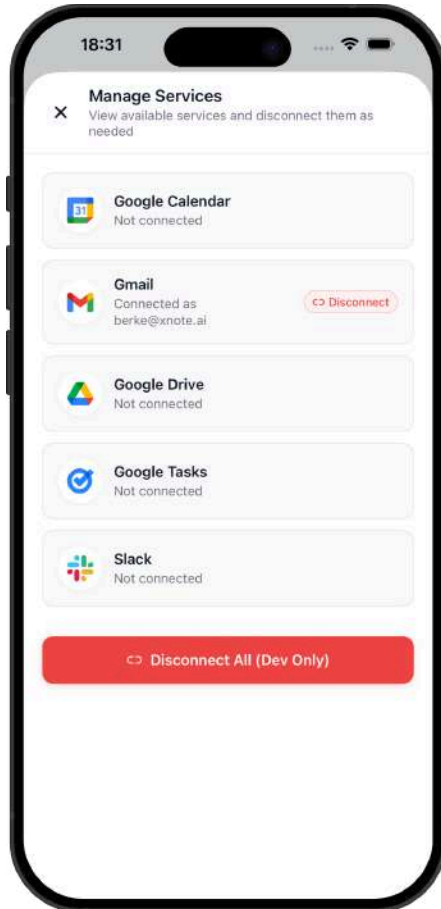 18:31
Manage Services
View available services and disconnect them as
needed
31
Google Calendar
Not connected
Gmail
Connected as
berke@xnote.ai
Disconnect
Google Drive
Not connected
Google Tasks
Not connected
Slack
Not connected
Disconnect All (Dev Only)